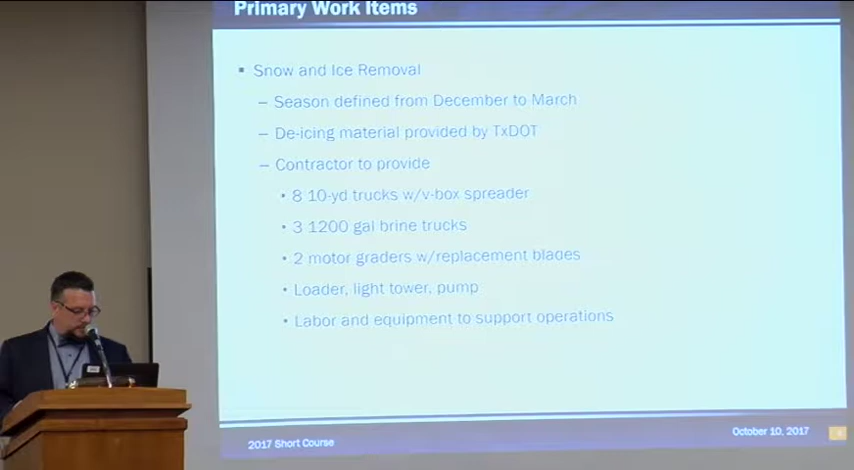 Primary Work Items
▪ Snow and Ice Removal
– Season defined from December to March
– De-icing material provided by TxDOT
– Contractor to provide
• 8 10-yd trucks w/v-box spreader
• 3 1200 gal brine trucks
• 2 motor graders w/replacement blades
• Loader, light tower, pump
• Labor and equipment to support operations
2017 Short Course
October 10, 2017